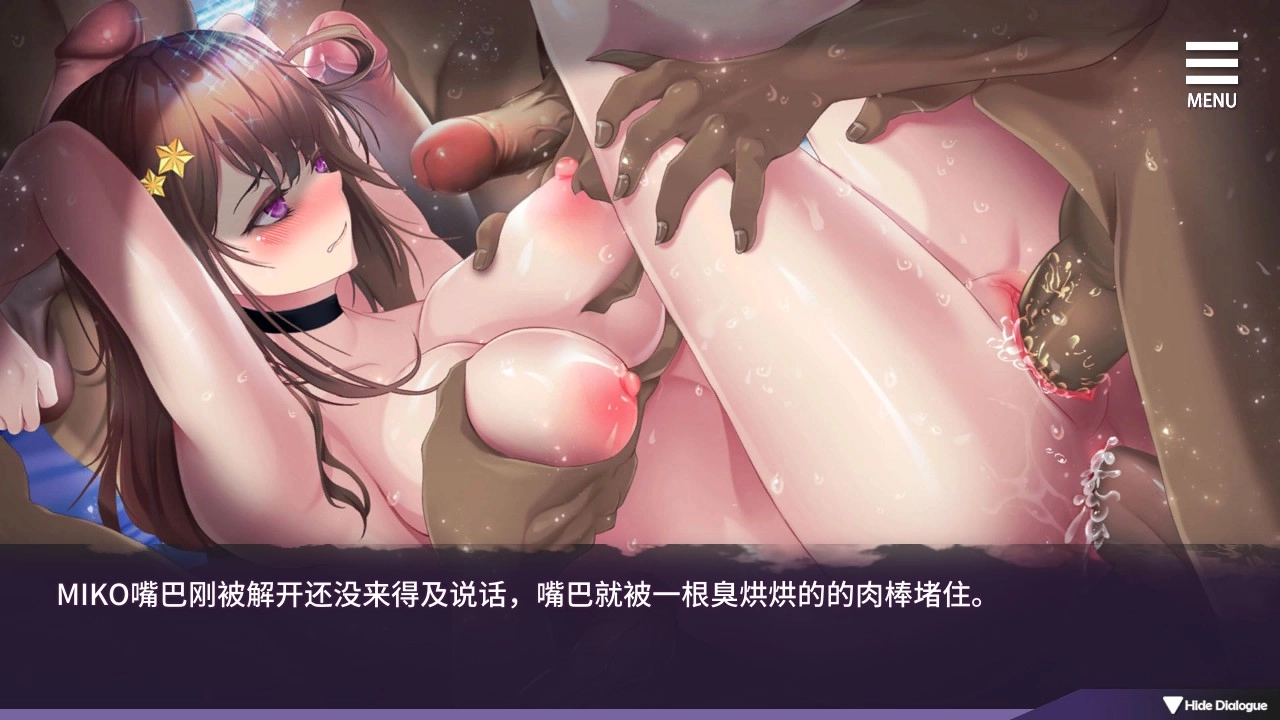 MENU
MIKO嘴巴刚被解开还没来得及说话，嘴巴就被一根臭烘烘的的肉棒堵住。
Hide Dialogue